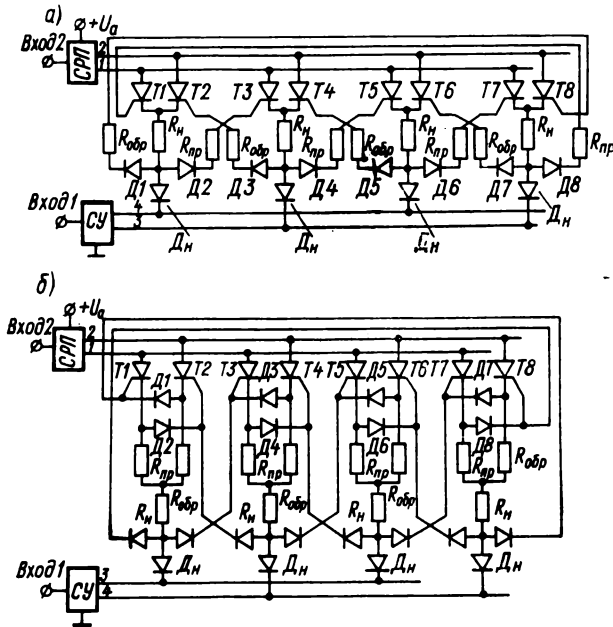 а)
+Uа
Вход2
СРП
2
1
T1 T2 T3 T4 T5 T6 T7 T8
Rн Rн Rн Rн
Rобр Rпр Rобр Rпр Rобр Rпр Rобр Rпр
Д1 Д2 Д3 Д4 Д5 Д6 Д7 Д8
Вход1
СУ
4
3
Дн Дн Дн Дн
б)
+Uа
Вход2
СРП
2
1
T1 T2 T3 T4 T5 T6 T7 T8
Д1 Д3 Д5 Д7
Д2 Д4 Д6 Д8
Rпр Rпр Rпр Rпр Rобр
Rобр Rобр Rобр
Rн Rн Rн Rн
Вход1
СУ
3
4
Дн Дн Дн Дн